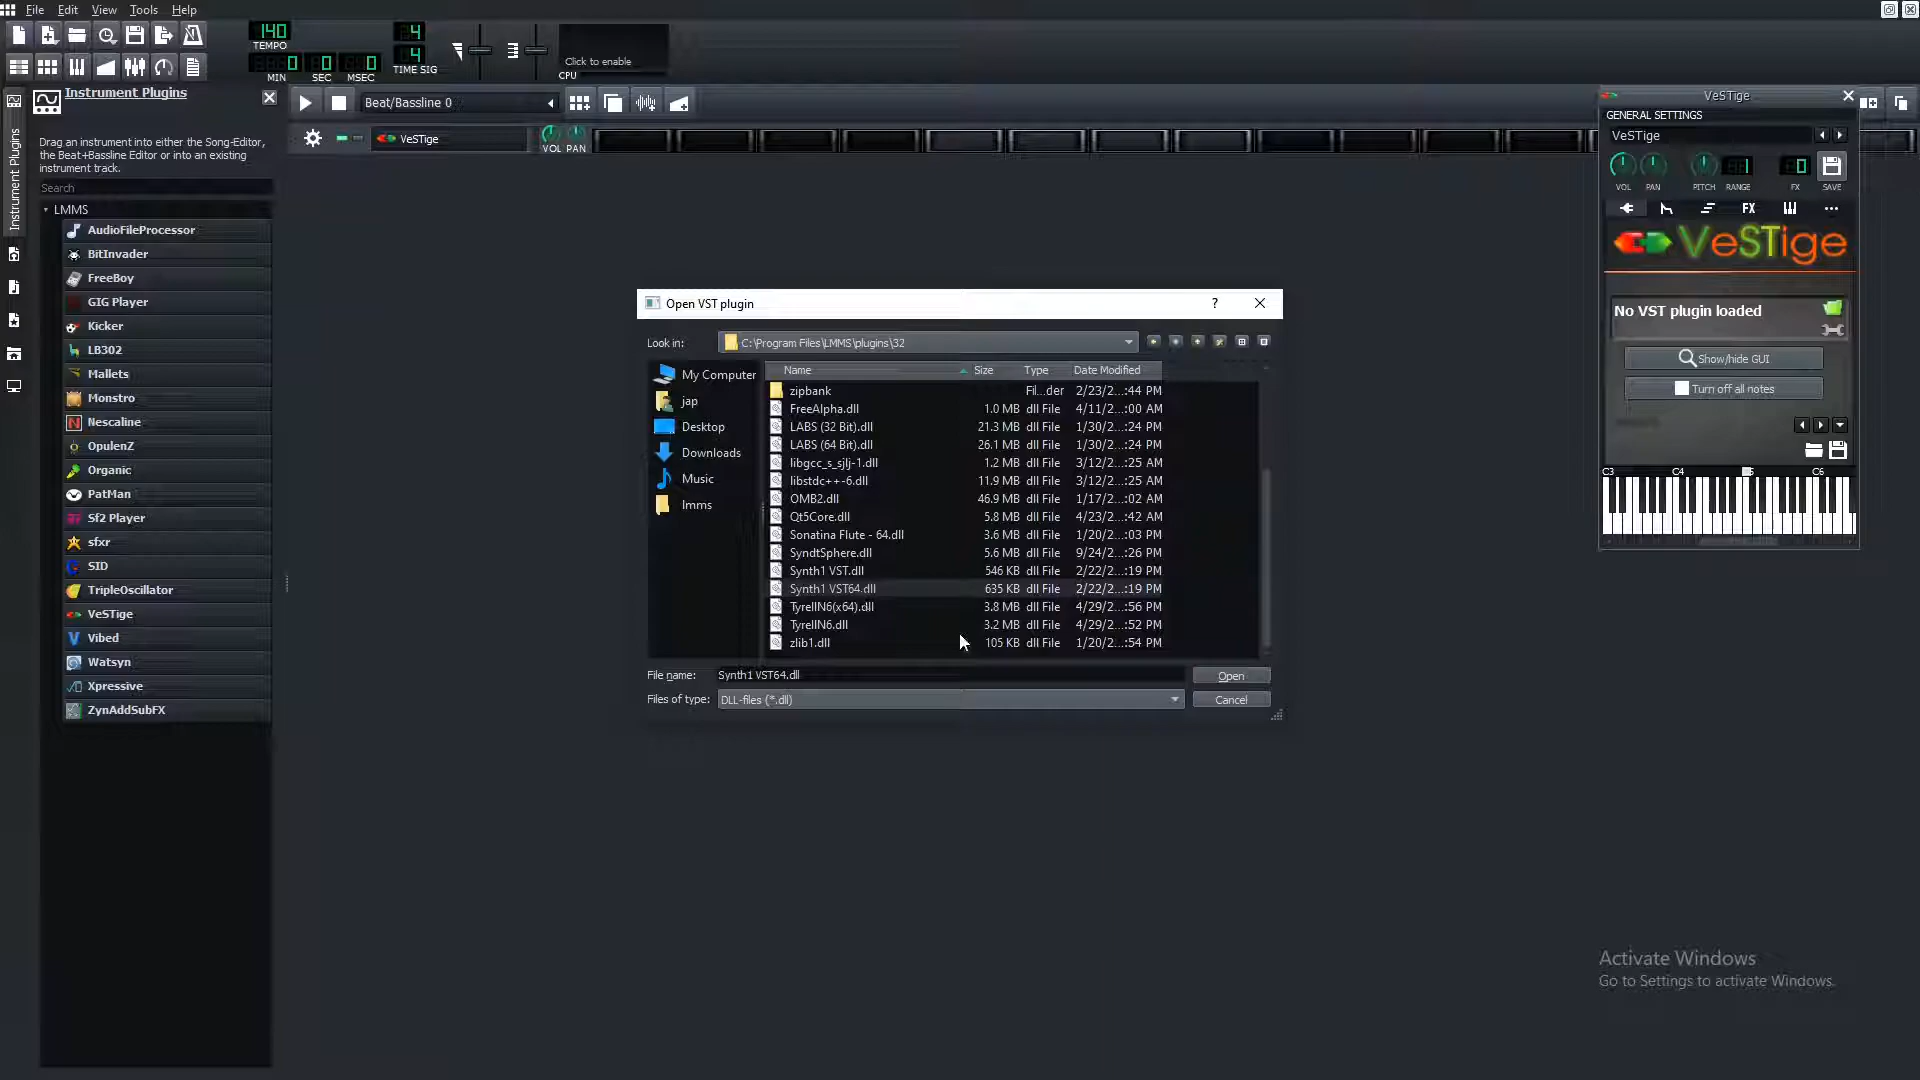 File Edit View Tools Help
140
TEMPO
0 0 0
MIN SEC MSEC
4
4
TIME SIG
Click to enable
CPU
Instrument Plugins
Instrument Plugins
Drag an instrument into either the Song-Editor,
the Beat+Bassline Editor or into an existing
instrument track.
Search
LMMS
AudioFileProcessor
BitInvader
FreeBoy
GIG Player
Kicker
LB302
Mallets
Monstro
Nescaline
OpulenZ
Organic
PatMan
Sf2 Player
sfxr
SID
TripleOscillator
VeSTige
Vibed
Watsyn
Xpressive
ZynAddSubFX
Beat/Bassline 0
VeSTige
VOL PAN
Open VST plugin
?
Look in: C:\Program Files\LMMS\plugins\32
My Computer
jap
Desktop
Downloads
Music
lmms
Name Size Type Date Modified
zipbank Fil...der 2/23/2...:44 PM
FreeAlpha.dll 1.0 MB dll File 4/11/2...:00 AM
LABS (32 Bit).dll 21.3 MB dll File 1/30/2...:24 PM
LABS (64 Bit).dll 26.1 MB dll File 1/30/2...:24 PM
libgcc_s_sjlj-1.dll 1.2 MB dll File 3/12/2...:25 AM
libstdc++-6.dll 11.9 MB dll File 3/12/2...:25 AM
OMB2.dll 46.9 MB dll File 1/17/2...:02 AM
Qt5Core.dll 5.8 MB dll File 4/23/2...:42 AM
Sonatina Flute - 64.dll 3.6 MB dll File 1/20/2...:03 PM
SyndtSphere.dll 5.6 MB dll File 9/24/2...:26 PM
Synth1 VST.dll 546 KB dll File 2/22/2...:19 PM
Synth1 VST64.dll 635 KB dll File 2/22/2...:19 PM
TyrellN6(x64).dll 3.8 MB dll File 4/29/2...:56 PM
TyrellN6.dll 3.2 MB dll File 4/29/2...:52 PM
zlib1.dll 105 KB dll File 1/20/2...:54 PM
File name: Synth1 VST64.dll Open
Files of type: DLL-files (*.dll) Cancel
VeSTige
GENERAL SETTINGS
VeSTige
1 0
VOL PAN PITCH RANGE FX SAVE
FX
VeSTige
No VST plugin loaded
Show/hide GUI
Turn off all notes
C3 C4 C6
Activate Windows
Go to Settings to activate Windows.